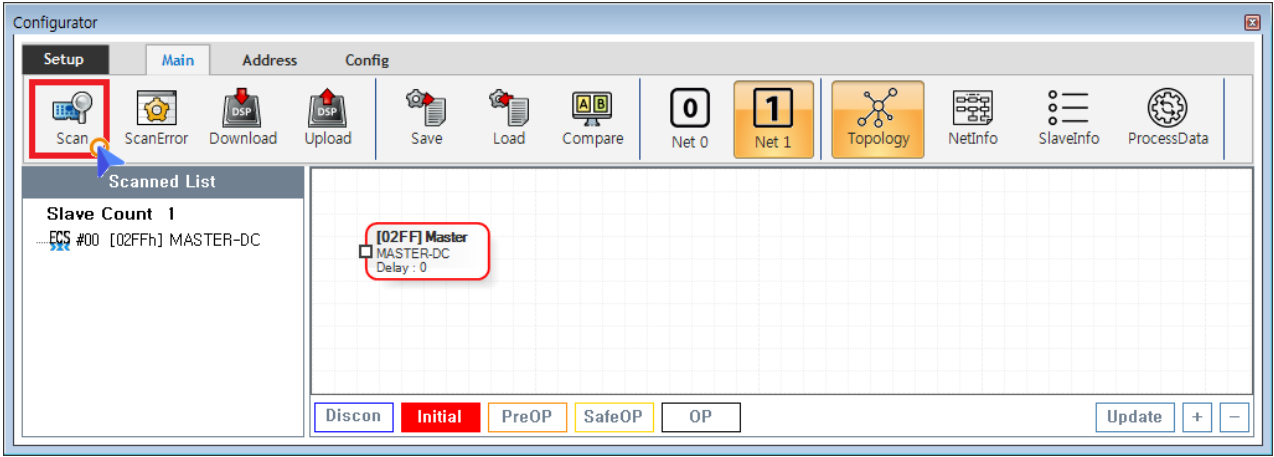 Configurator
Setup Main Address Config
Scan ScanError Download Upload Save Load Compare Net 0 Net 1 Topology NetInfo SlaveInfo ProcessData
DSP DSP A B 0 1
Scanned List
Slave Count 1
ECS #00 [02FFh] MASTER-DC
[02FF] Master
MASTER-DC
Delay : 0
Discon Initial PreOP SafeOP OP Update + −